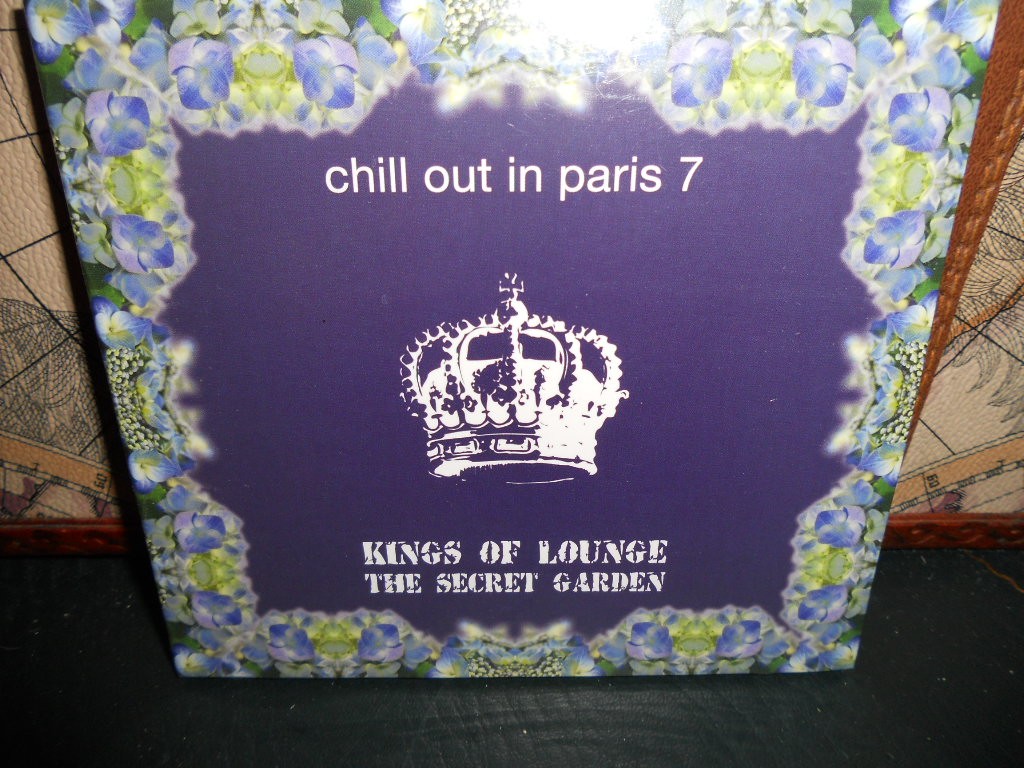 chill out in paris 7
KINGS OF LOUNGE
THE SECRET GARDEN